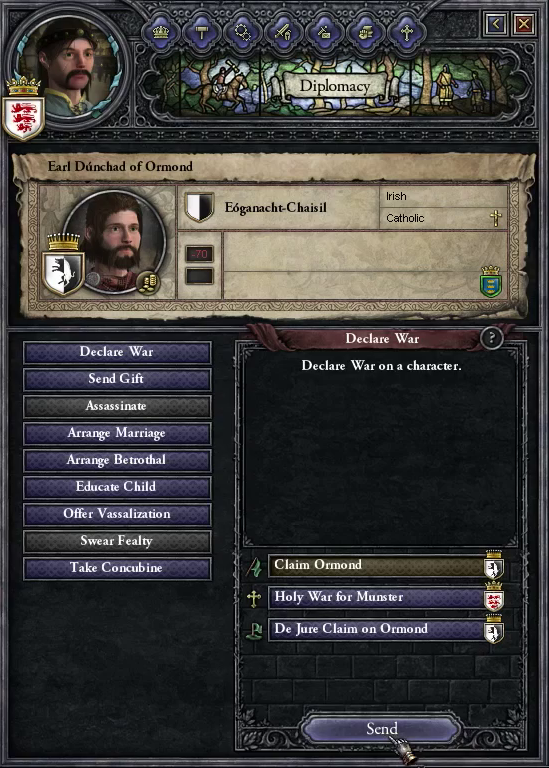 Diplomacy
Earl Dúnchad of Ormond
Eóganacht-Chaisil
Irish
Catholic
-70
Declare War
Send Gift
Assassinate
Arrange Marriage
Arrange Betrothal
Educate Child
Offer Vassalization
Swear Fealty
Take Concubine
Declare War
?
Declare War on a character.
Claim Ormond
Holy War for Munster
De Jure Claim on Ormond
Send